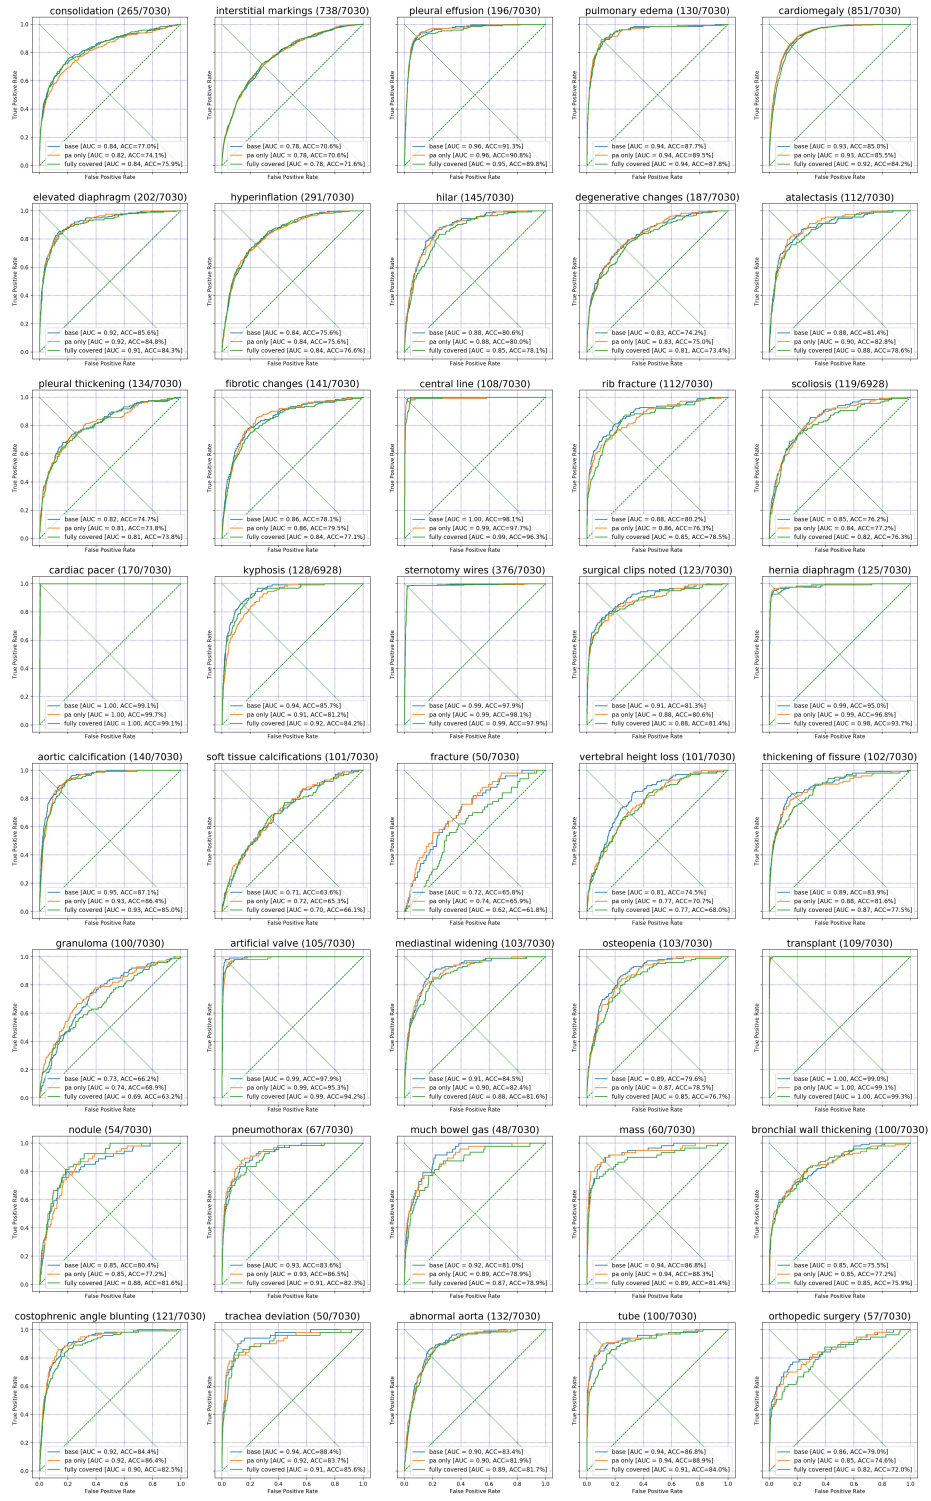 consolidation (265/7030)
base [AUC = 0.84, ACC=77.0%]
pa only [AUC = 0.82, ACC=74.1%]
fully covered [AUC = 0.84, ACC=75.9%]
interstitial markings (738/7030)
base [AUC = 0.78, ACC=70.6%]
pa only [AUC = 0.78, ACC=70.6%]
fully covered [AUC = 0.78, ACC=71.6%]
pleural effusion (196/7030)
base [AUC = 0.96, ACC=91.3%]
pa only [AUC = 0.96, ACC=90.8%]
fully covered [AUC = 0.95, ACC=89.8%]
pulmonary edema (130/7030)
base [AUC = 0.94, ACC=87.7%]
pa only [AUC = 0.94, ACC=89.5%]
fully covered [AUC = 0.94, ACC=87.8%]
cardiomegaly (851/7030)
base [AUC = 0.93, ACC=85.0%]
pa only [AUC = 0.93, ACC=85.5%]
fully covered [AUC = 0.92, ACC=84.2%]
True Positive Rate
False Positive Rate
elevated diaphragm (202/7030)
base [AUC = 0.92, ACC=85.6%]
pa only [AUC = 0.92, ACC=84.8%]
fully covered [AUC = 0.91, ACC=84.3%]
hyperinflation (291/7030)
base [AUC = 0.84, ACC=75.6%]
pa only [AUC = 0.84, ACC=75.6%]
fully covered [AUC = 0.84, ACC=76.6%]
hilar (145/7030)
base [AUC = 0.88, ACC=80.6%]
pa only [AUC = 0.88, ACC=80.0%]
fully covered [AUC = 0.85, ACC=78.1%]
degenerative changes (187/7030)
base [AUC = 0.83, ACC=74.2%]
pa only [AUC = 0.83, ACC=75.0%]
fully covered [AUC = 0.81, ACC=73.4%]
atalectasis (112/7030)
base [AUC = 0.88, ACC=81.4%]
pa only [AUC = 0.90, ACC=82.8%]
fully covered [AUC = 0.88, ACC=78.6%]
pleural thickening (134/7030)
base [AUC = 0.82, ACC=74.7%]
pa only [AUC = 0.81, ACC=73.8%]
fully covered [AUC = 0.81, ACC=73.8%]
fibrotic changes (141/7030)
base [AUC = 0.86, ACC=78.1%]
pa only [AUC = 0.86, ACC=79.5%]
fully covered [AUC = 0.84, ACC=77.1%]
central line (108/7030)
base [AUC = 1.00, ACC=98.1%]
pa only [AUC = 0.99, ACC=97.7%]
fully covered [AUC = 0.99, ACC=96.3%]
rib fracture (112/7030)
base [AUC = 0.88, ACC=80.2%]
pa only [AUC = 0.86, ACC=76.3%]
fully covered [AUC = 0.85, ACC=78.5%]
scoliosis (119/6928)
base [AUC = 0.85, ACC=76.2%]
pa only [AUC = 0.84, ACC=77.2%]
fully covered [AUC = 0.82, ACC=76.3%]
cardiac pacer (170/7030)
base [AUC = 1.00, ACC=99.1%]
pa only [AUC = 1.00, ACC=99.7%]
fully covered [AUC = 1.00, ACC=99.1%]
kyphosis (128/6928)
base [AUC = 0.94, ACC=85.7%]
pa only [AUC = 0.91, ACC=81.2%]
fully covered [AUC = 0.92, ACC=84.2%]
sternotomy wires (376/7030)
base [AUC = 0.99, ACC=97.9%]
pa only [AUC = 0.99, ACC=98.1%]
fully covered [AUC = 0.99, ACC=97.9%]
surgical clips noted (123/7030)
base [AUC = 0.91, ACC=81.3%]
pa only [AUC = 0.88, ACC=80.6%]
fully covered [AUC = 0.88, ACC=81.4%]
hernia diaphragm (125/7030)
base [AUC = 0.99, ACC=95.0%]
pa only [AUC = 0.99, ACC=96.8%]
fully covered [AUC = 0.98, ACC=93.7%]
aortic calcification (140/7030)
base [AUC = 0.95, ACC=87.1%]
pa only [AUC = 0.93, ACC=86.4%]
fully covered [AUC = 0.93, ACC=85.0%]
soft tissue calcifications (101/7030)
base [AUC = 0.71, ACC=63.6%]
pa only [AUC = 0.72, ACC=65.3%]
fully covered [AUC = 0.70, ACC=66.1%]
fracture (50/7030)
base [AUC = 0.72, ACC=65.8%]
pa only [AUC = 0.74, ACC=65.9%]
fully covered [AUC = 0.62, ACC=61.8%]
vertebral height loss (101/7030)
base [AUC = 0.81, ACC=74.5%]
pa only [AUC = 0.77, ACC=70.7%]
fully covered [AUC = 0.77, ACC=68.0%]
thickening of fissure (102/7030)
base [AUC = 0.89, ACC=83.9%]
pa only [AUC = 0.88, ACC=81.6%]
fully covered [AUC = 0.87, ACC=77.5%]
granuloma (100/7030)
base [AUC = 0.73, ACC=66.2%]
pa only [AUC = 0.74, ACC=68.9%]
fully covered [AUC = 0.69, ACC=63.2%]
artificial valve (105/7030)
base [AUC = 0.99, ACC=97.9%]
pa only [AUC = 0.99, ACC=95.3%]
fully covered [AUC = 0.99, ACC=94.2%]
mediastinal widening (103/7030)
base [AUC = 0.91, ACC=84.5%]
pa only [AUC = 0.90, ACC=82.4%]
fully covered [AUC = 0.88, ACC=81.6%]
osteopenia (103/7030)
base [AUC = 0.89, ACC=79.6%]
pa only [AUC = 0.87, ACC=78.5%]
fully covered [AUC = 0.85, ACC=76.7%]
transplant (109/7030)
base [AUC = 1.00, ACC=99.0%]
pa only [AUC = 1.00, ACC=99.1%]
fully covered [AUC = 1.00, ACC=99.3%]
nodule (54/7030)
base [AUC = 0.85, ACC=80.4%]
pa only [AUC = 0.85, ACC=77.2%]
fully covered [AUC = 0.88, ACC=81.6%]
pneumothorax (67/7030)
base [AUC = 0.93, ACC=83.6%]
pa only [AUC = 0.93, ACC=86.5%]
fully covered [AUC = 0.91, ACC=82.3%]
much bowel gas (48/7030)
base [AUC = 0.92, ACC=81.0%]
pa only [AUC = 0.89, ACC=78.9%]
fully covered [AUC = 0.87, ACC=78.9%]
mass (60/7030)
base [AUC = 0.94, ACC=86.8%]
pa only [AUC = 0.94, ACC=88.3%]
fully covered [AUC = 0.89, ACC=81.4%]
bronchial wall thickening (100/7030)
base [AUC = 0.85, ACC=75.5%]
pa only [AUC = 0.85, ACC=77.2%]
fully covered [AUC = 0.85, ACC=75.9%]
costophrenic angle blunting (121/7030)
base [AUC = 0.92, ACC=84.4%]
pa only [AUC = 0.92, ACC=86.4%]
fully covered [AUC = 0.90, ACC=82.5%]
trachea deviation (50/7030)
base [AUC = 0.94, ACC=88.4%]
pa only [AUC = 0.92, ACC=83.7%]
fully covered [AUC = 0.91, ACC=85.6%]
abnormal aorta (132/7030)
base [AUC = 0.90, ACC=83.4%]
pa only [AUC = 0.90, ACC=81.9%]
fully covered [AUC = 0.89, ACC=81.7%]
tube (100/7030)
base [AUC = 0.94, ACC=86.8%]
pa only [AUC = 0.94, ACC=88.9%]
fully covered [AUC = 0.91, ACC=84.0%]
orthopedic surgery (57/7030)
base [AUC = 0.86, ACC=79.0%]
pa only [AUC = 0.85, ACC=74.6%]
fully covered [AUC = 0.82, ACC=72.0%]
0.0 0.2 0.4 0.6 0.8 1.0
False Positive Rate